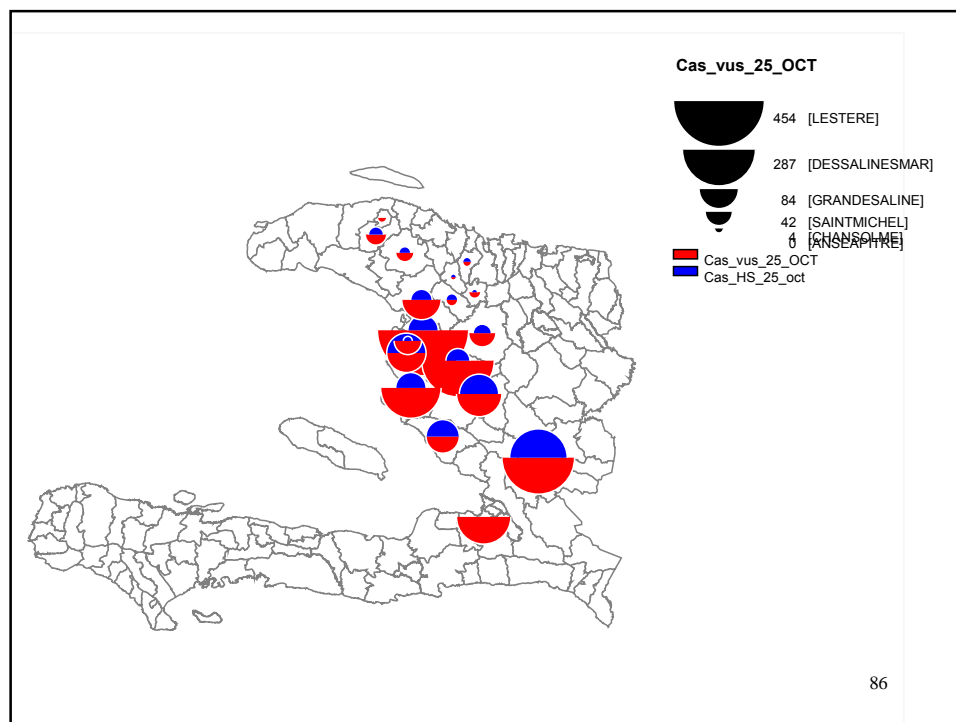 Cas_vus_25_OCT
454 [LESTERE]
287 [DESSALINESMAR]
84 [GRANDESALINE]
42 [SAINTMICHEL]
4 [CHANSOLME]
0 [ANSEAPITRE]
Cas_vus_25_OCT
Cas_HS_25_oct
86